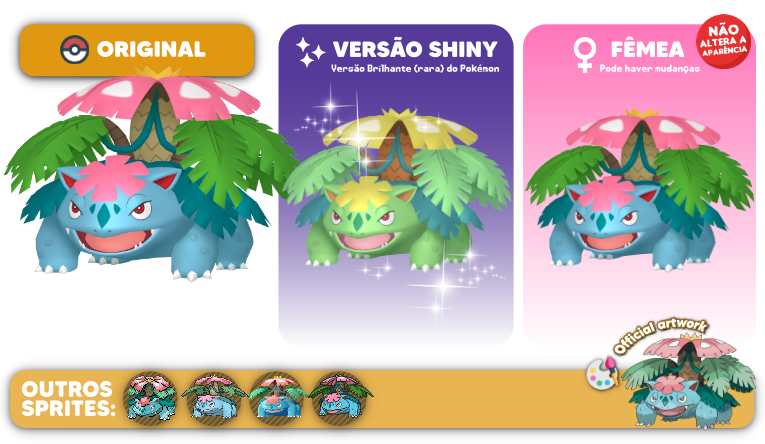 ORIGINAL
VERSÃO SHINY
Versão Brilhante (rara) do Pokénon
FÊMEA
Pode haver mudanças
NÃO
ALTERA A
APARÊNCIA
Official artwork
OUTROS
SPRITES: